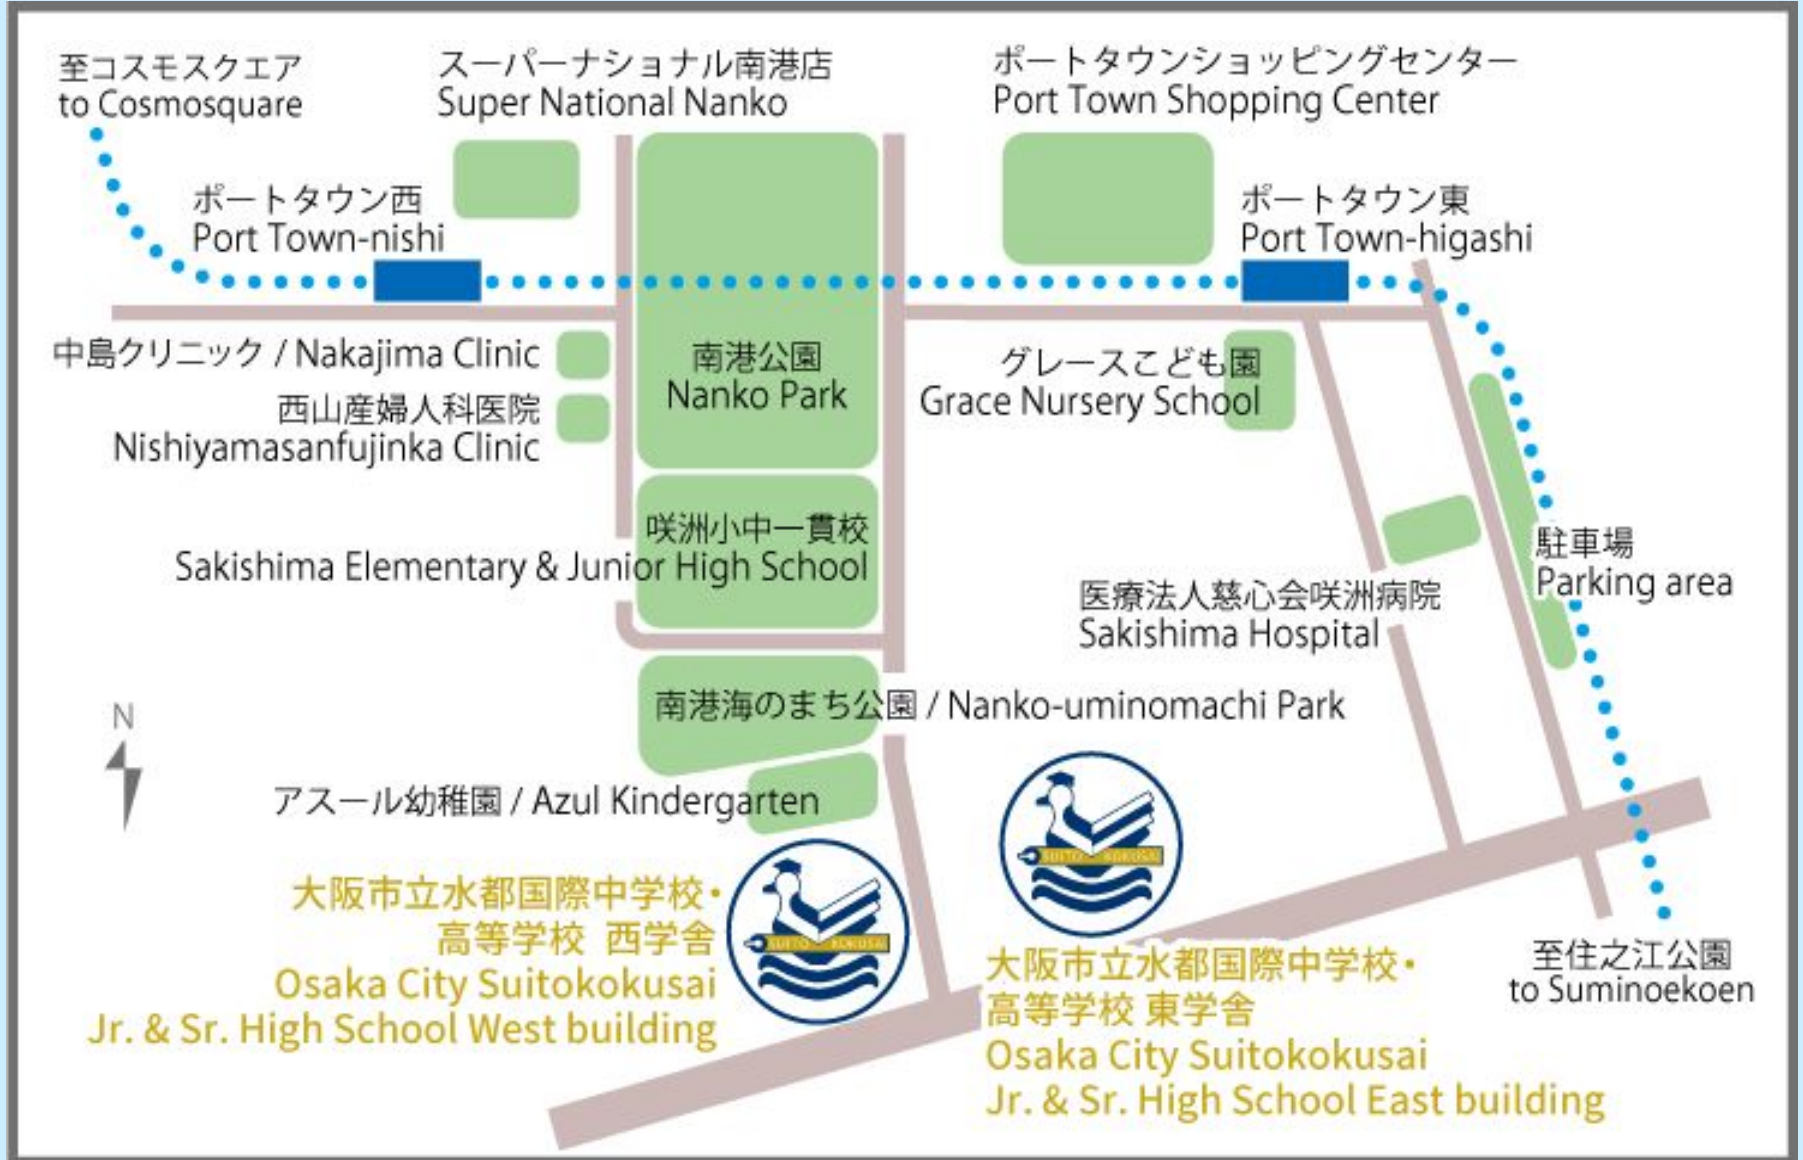 至コスモスクエア
to Cosmosquare
スーパーナショナル南港店
Super National Nanko
ポートタウンショッピングセンター
Port Town Shopping Center
ポートタウン西
Port Town-nishi
ポートタウン東
Port Town-higashi
中島クリニック / Nakajima Clinic
西山産婦人科医院
Nishiyamasanfujinka Clinic
南港公園
Nanko Park
グレースこども園
Grace Nursery School
咲洲小中一貫校
Sakishima Elementary & Junior High School
駐車場
Parking area
医療法人慈心会咲洲病院
Sakishima Hospital
南港海のまち公園 / Nanko-uminomachi Park
N
アスール幼稚園 / Azul Kindergarten
SUITO KOKUSAI
大阪市立水都国際中学校・
高等学校 西学舎
Osaka City Suitokokusai
Jr. & Sr. High School West building
SUITO KOKUSAI
大阪市立水都国際中学校・
高等学校 東学舎
Osaka City Suitokokusai
Jr. & Sr. High School East building
至住之江公園
to Suminoekoen